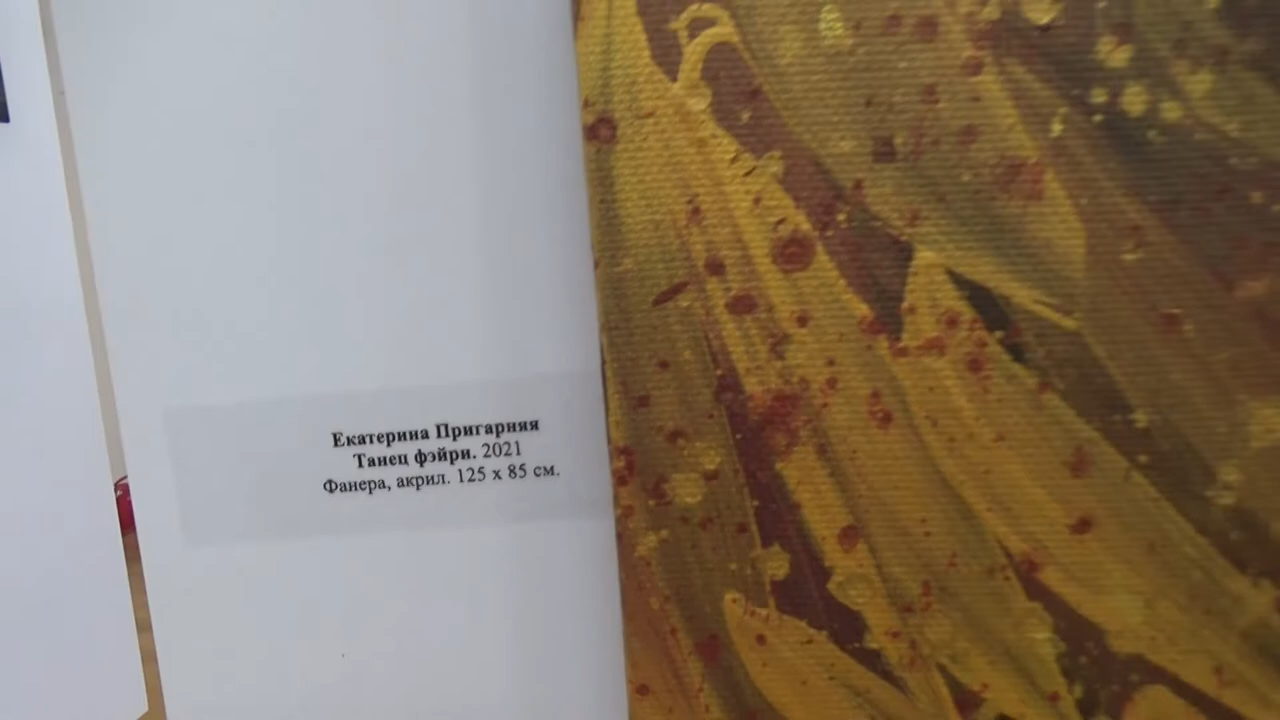 Екатерина Пригарняя
Танец фэйри. 2021
Фанера, акрил. 125 х 85 см.